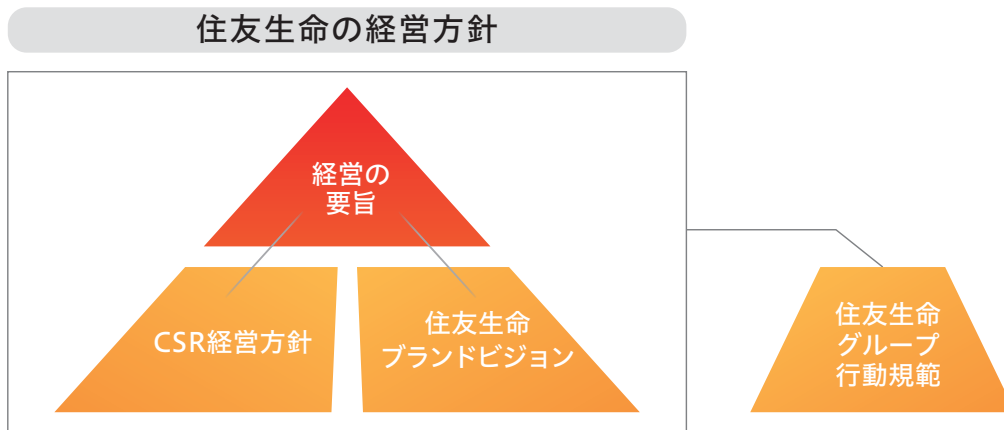 住友生命の経営方針
経営の
要旨
CSR経営方針
住友生命
ブランドビジョン
住友生命
グループ
行動規範